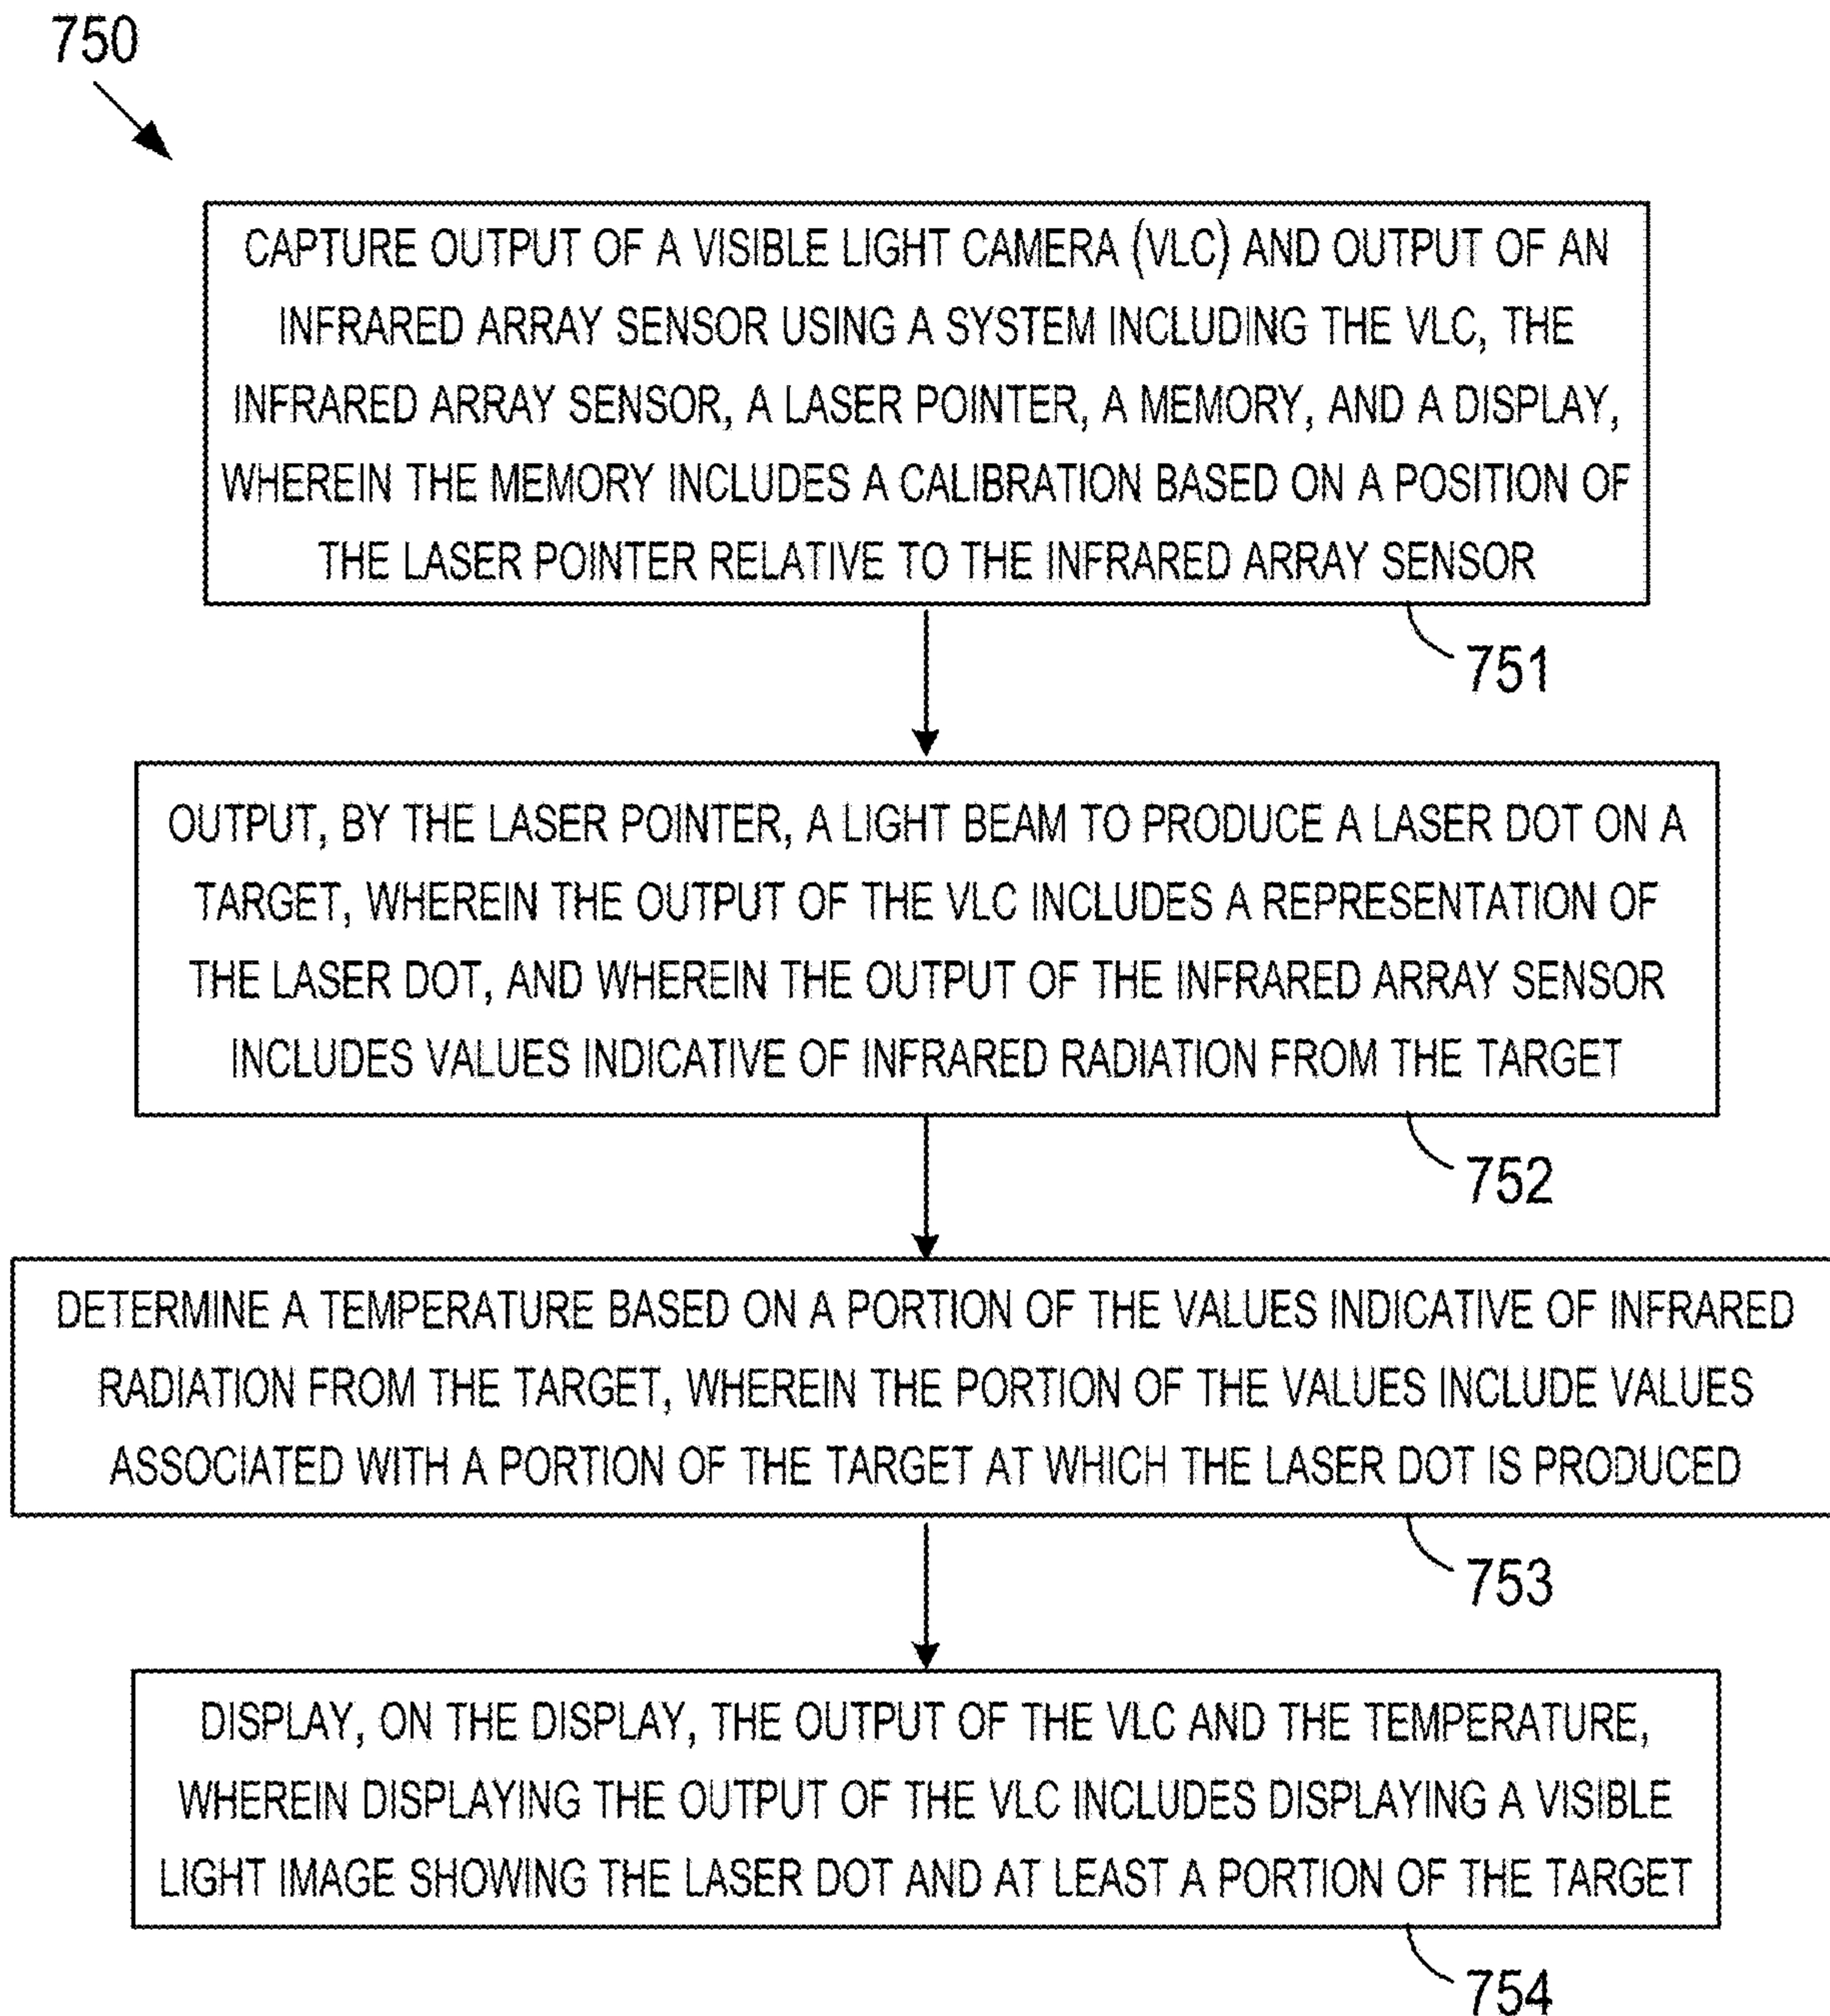 750
CAPTURE OUTPUT OF A VISIBLE LIGHT CAMERA (VLC) AND OUTPUT OF AN
INFRARED ARRAY SENSOR USING A SYSTEM INCLUDING THE VLC, THE
INFRARED ARRAY SENSOR, A LASER POINTER, A MEMORY, AND A DISPLAY,
WHEREIN THE MEMORY INCLUDES A CALIBRATION BASED ON A POSITION OF
THE LASER POINTER RELATIVE TO THE INFRARED ARRAY SENSOR
751
OUTPUT, BY THE LASER POINTER, A LIGHT BEAM TO PRODUCE A LASER DOT ON A
TARGET, WHEREIN THE OUTPUT OF THE VLC INCLUDES A REPRESENTATION OF
THE LASER DOT, AND WHEREIN THE OUTPUT OF THE INFRARED ARRAY SENSOR
INCLUDES VALUES INDICATIVE OF INFRARED RADIATION FROM THE TARGET
752
DETERMINE A TEMPERATURE BASED ON A PORTION OF THE VALUES INDICATIVE OF INFRARED
RADIATION FROM THE TARGET, WHEREIN THE PORTION OF THE VALUES INCLUDE VALUES
ASSOCIATED WITH A PORTION OF THE TARGET AT WHICH THE LASER DOT IS PRODUCED
753
DISPLAY, ON THE DISPLAY, THE OUTPUT OF THE VLC AND THE TEMPERATURE,
WHEREIN DISPLAYING THE OUTPUT OF THE VLC INCLUDES DISPLAYING A VISIBLE
LIGHT IMAGE SHOWING THE LASER DOT AND AT LEAST A PORTION OF THE TARGET
754